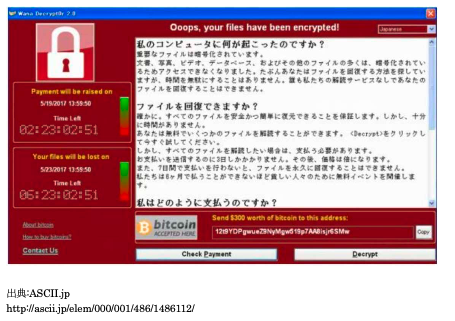 Wana Decrypt0r 2.0
Ooops, your files have been encrypted!
Japanese
Payment will be raised on
5/19/2017 13:59:50
Time Left
02:23:02:51
Your files will be lost on
5/23/2017 13:59:50
Time Left
06:23:02:51
About bitcoin
How to buy bitcoins?
Contact Us
私のコンピュータに何が起こったのですか?
重要なファイルは暗号化されています。
文書、写真、ビデオ、データベース、およびその他のファイルの多くは、暗号化されてい
るためアクセスできなくなりました。たぶんあなたはファイルを回復する方法を探してい
ますが、時間を無駄にすることはありません。誰も私たちの解読サービスなしであなたの
ファイルを回復することはできません。
ファイルを回復できますか?
確かに。すべてのファイルを安全かつ簡単に復元できることを保証します。しかし、十分
に時間がありません。
あなたは無料でいくつかのファイルを解読することができます。 <Decrypt>をクリックし
て今すぐ試してください。
しかし、すべてのファイルを解読したい場合は、支払う必要があります。
お支払いを送信するのに3日しかかかりません。その後、価格は倍になります。
また、7日間で支払いを行わないと、ファイルを永久に回復することはできません。
私たちは6ヶ月で払うことができないほど貧しい人々のために無料イベントを開催しま
す。
私はどのように支払うのですか?
bitcoin
ACCEPTED HERE
Send $300 worth of bitcoin to this address:
Copy
Check Payment
Decrypt
出典:ASCII.jp
http://ascii.jp/elem/000/001/486/1486112/